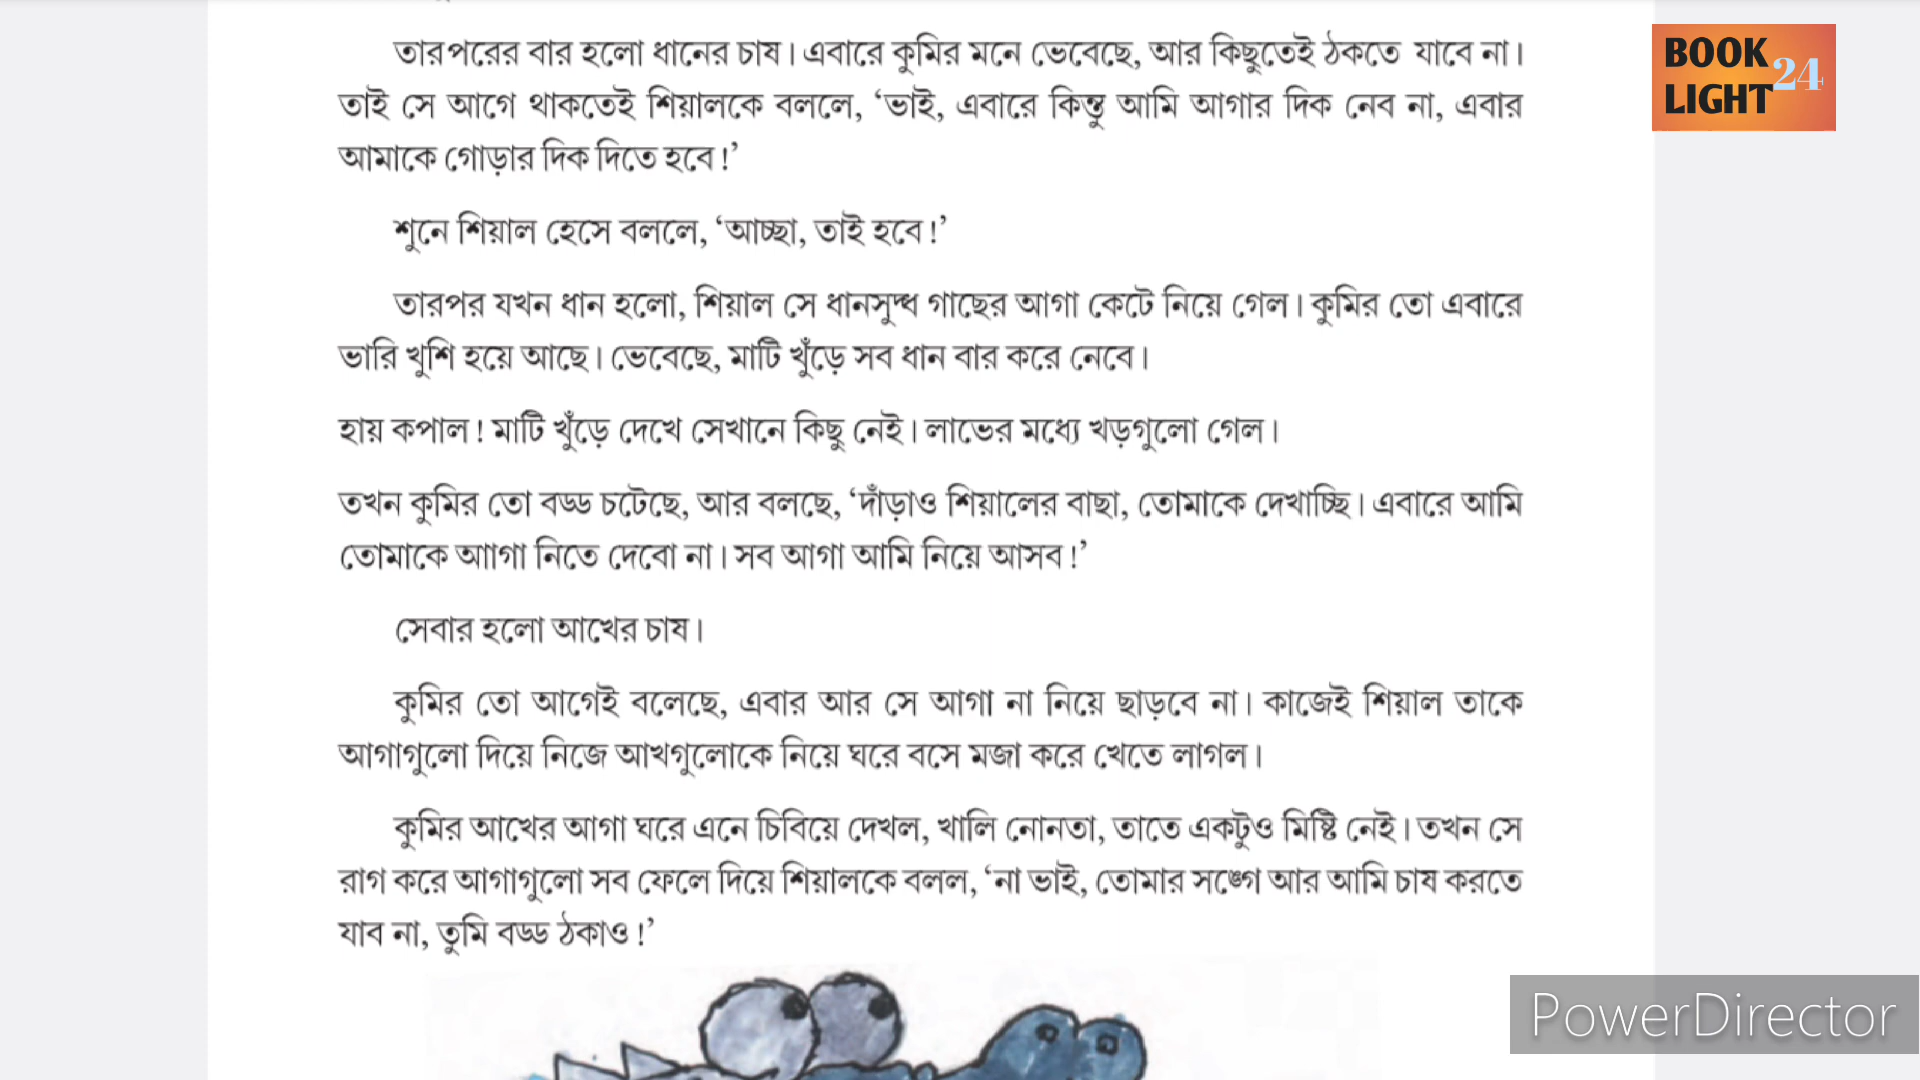 তারপরের বার হলো ধানের চাষ। এবারে কুমির মনে ভেবেছে, আর কিছুতেই ঠকতে যাবে না।
তাই সে আগে থাকতেই শিয়ালকে বললে, ‘ভাই, এবারে কিন্তু আমি আগার দিক নেব না, এবার
আমাকে গোড়ার দিক দিতে হবে!’
শুনে শিয়াল হেসে বললে, ‘আচ্ছা, তাই হবে!’
তারপর যখন ধান হলো, শিয়াল সে ধানসুদ্ধ গাছের আগা কেটে নিয়ে গেল। কুমির তো এবারে
ভারি খুশি হয়ে আছে। ভেবেছে, মাটি খুঁড়ে সব ধান বার করে নেবে।
হায় কপাল! মাটি খুঁড়ে দেখে সেখানে কিছু নেই। লাভের মধ্যে খড়গুলো গেল।
তখন কুমির তো বড্ড চটেছে, আর বলছে, ‘দাঁড়াও শিয়ালের বাছা, তোমাকে দেখাচ্ছি। এবারে আমি
তোমাকে আাগা নিতে দেবো না। সব আগা আমি নিয়ে আসব!’
সেবার হলো আখের চাষ।
কুমির তো আগেই বলেছে, এবার আর সে আগা না নিয়ে ছাড়বে না। কাজেই শিয়াল তাকে
আগাগুলো দিয়ে নিজে আখগুলোকে নিয়ে ঘরে বসে মজা করে খেতে লাগল।
কুমির আখের আগা ঘরে এনে চিবিয়ে দেখল, খালি নোনতা, তাতে একটুও মিষ্টি নেই। তখন সে
রাগ করে আগাগুলো সব ফেলে দিয়ে শিয়ালকে বলল, ‘না ভাই, তোমার সঙ্গে আর আমি চাষ করতে
যাব না, তুমি বড্ড ঠকাও!’
BOOK
LIGHT 24
PowerDirector